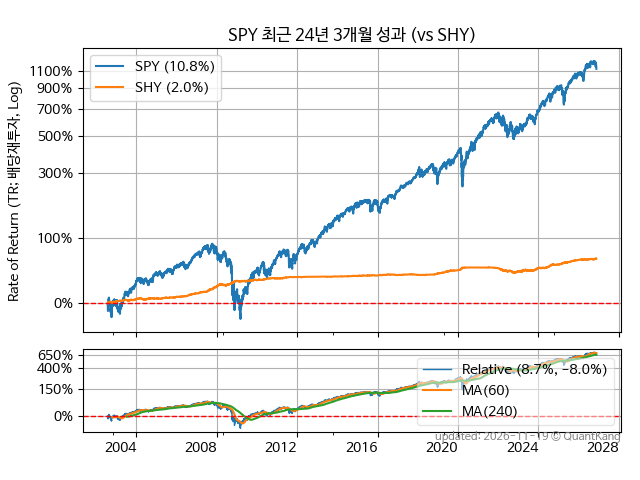 SPY 최근 24년 3개월 성과 (vs SHY)
Rate of Return (TR; 배당재투자, Log)
1100%
900%
700%
500%
300%
100%
0%
SPY (10.8%)
SHY (2.0%)
650%
400%
150%
0%
Relative (8.7%, −8.0%)
MA(60)
MA(240)
2004
2008
2012
2016
2020
2024
2028
updated: 2026-11-19 © QuantKang